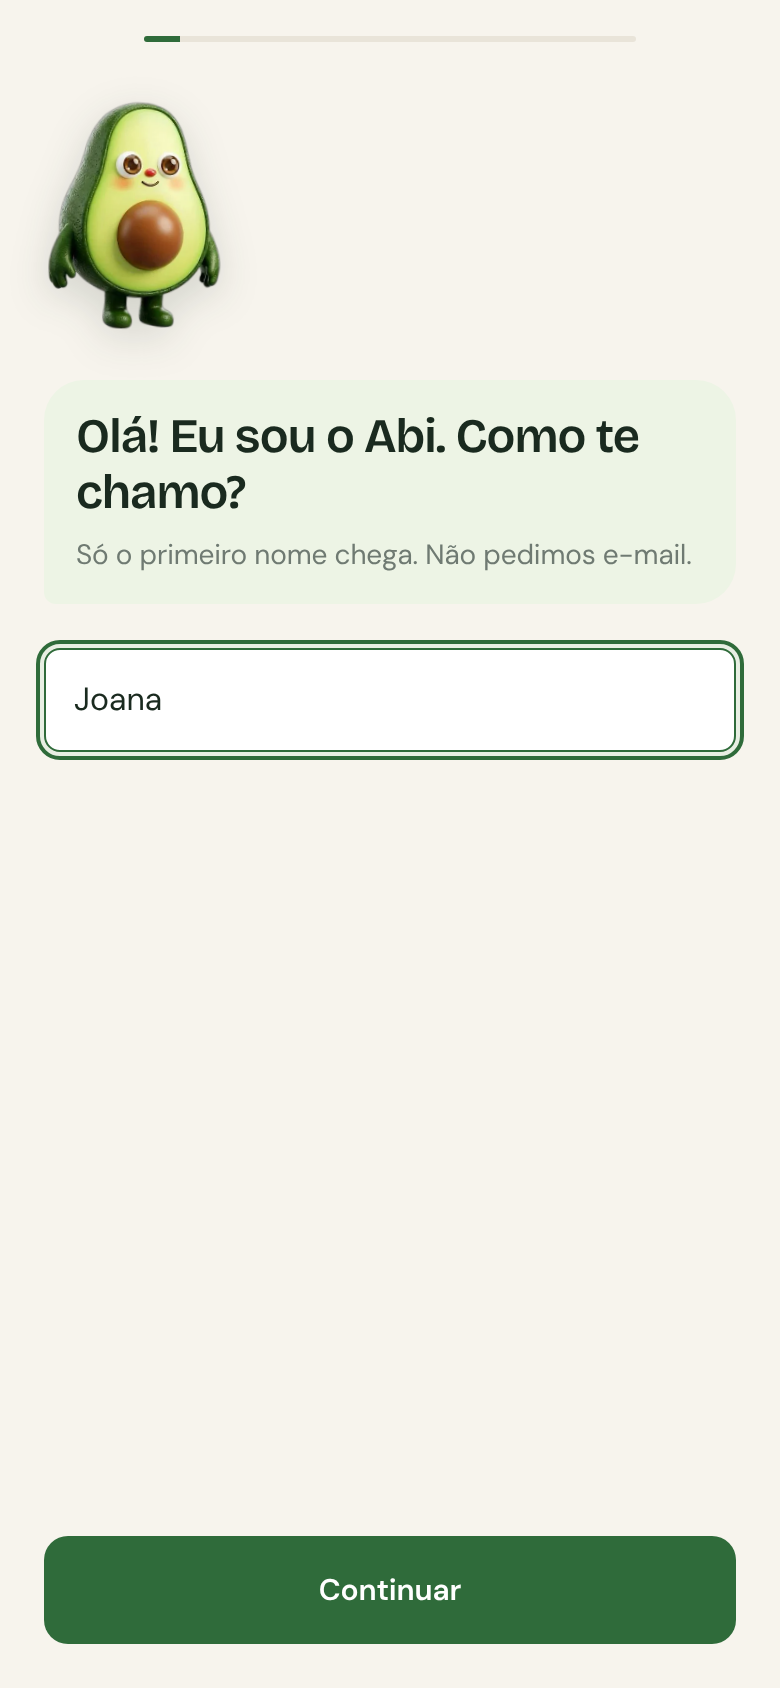 Olá! Eu sou o Abi. Como te
chamo?
Só o primeiro nome chega. Não pedimos e-mail.
Joana
Continuar